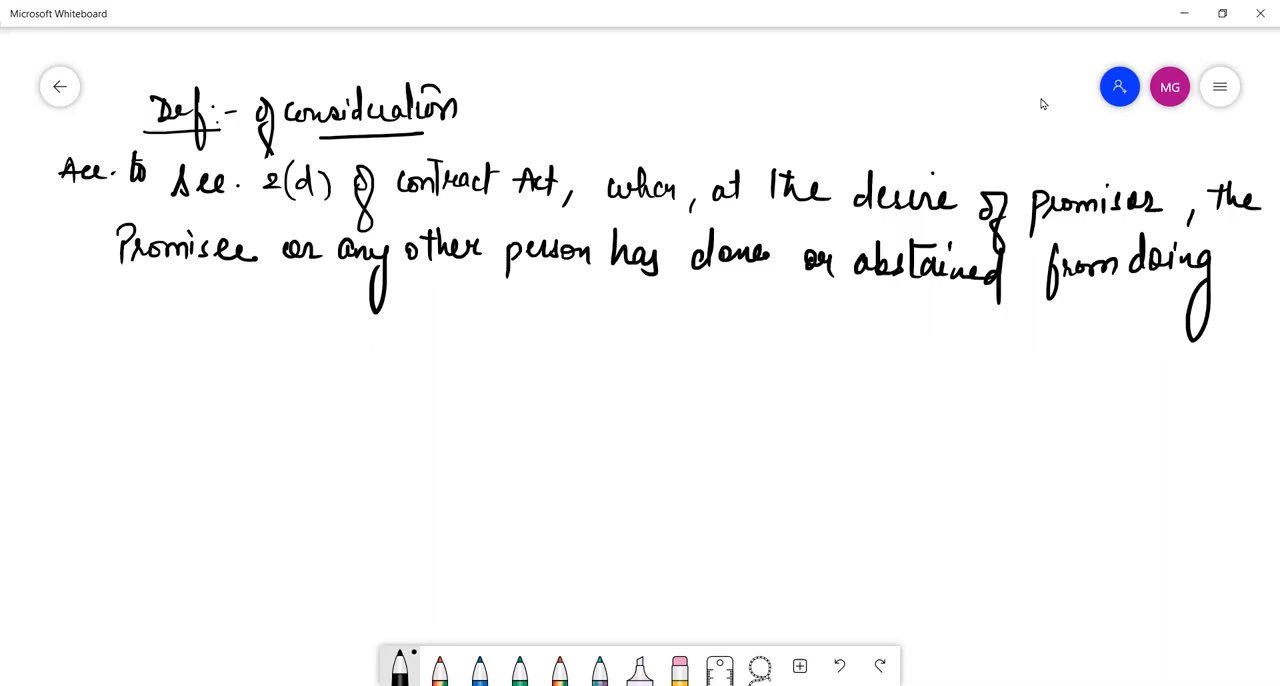 Microsoft Whiteboard
MG
Def:- of consideration
Acc. to Sec. 2(d) of contract Act, when, at the desire of promisor, the
Promisee or any other person has done or abstained from doing